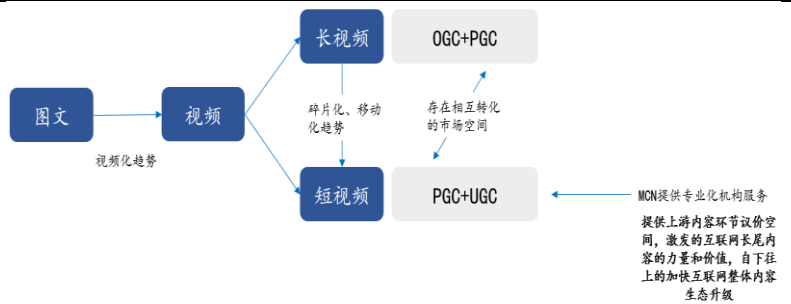 长视频
OGC+PGC
图文
视频
视频化趋势
碎片化、移动
化趋势
存在相互转化
的市场空间
短视频
PGC+UGC
MCN提供专业化机构服务
提供上游内容环节议价空
间，激发的互联网长尾内
容的力量和价值，自下往
上的加快互联网整体内容
生态升级